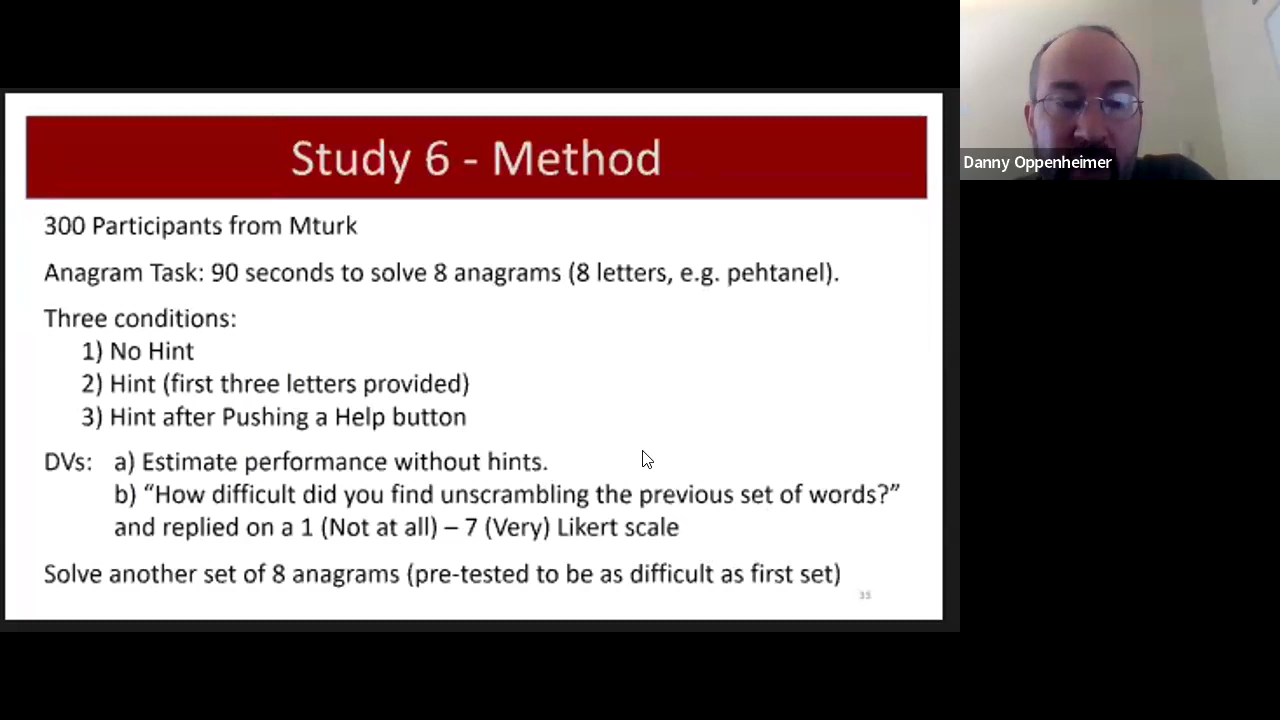 Study 6 - Method
300 Participants from Mturk
Anagram Task: 90 seconds to solve 8 anagrams (8 letters, e.g. pehtanel).
Three conditions:
1) No Hint
2) Hint (first three letters provided)
3) Hint after Pushing a Help button
DVs: a) Estimate performance without hints.
b) “How difficult did you find unscrambling the previous set of words?”
and replied on a 1 (Not at all) – 7 (Very) Likert scale
Solve another set of 8 anagrams (pre-tested to be as difficult as first set)
Danny Oppenheimer